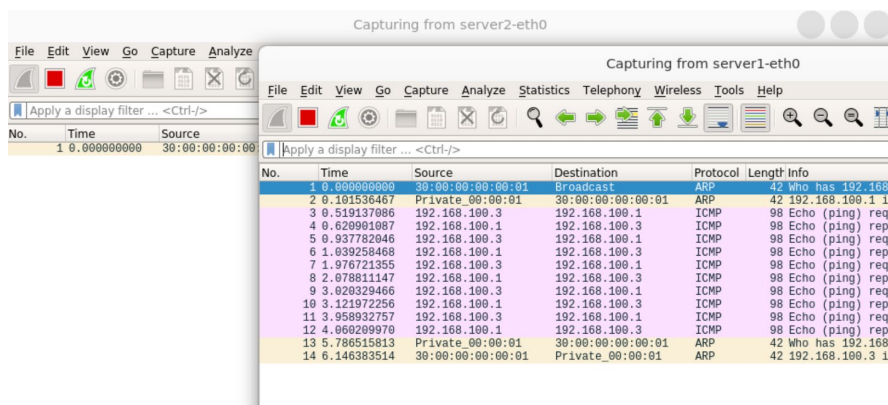 Capturing from server2-eth0
File Edit View Go Capture Analyze
Apply a display filter ... <Ctrl-/>
No. Time Source
1 0.000000000 30:00:00:00:00
Capturing from server1-eth0
File Edit View Go Capture Analyze Statistics Telephony Wireless Tools Help
Apply a display filter ... <Ctrl-/>
No. Time Source Destination Protocol Length Info
1 0.000000000 30:00:00:00:00:01 Broadcast ARP 42 Who has 192.168
2 0.101536467 Private_00:00:01 30:00:00:00:00:01 ARP 42 192.168.100.1 i
3 0.519137086 192.168.100.3 192.168.100.1 ICMP 98 Echo (ping) req
4 0.620901087 192.168.100.1 192.168.100.3 ICMP 98 Echo (ping) rep
5 0.937782046 192.168.100.3 192.168.100.1 ICMP 98 Echo (ping) req
6 1.039258468 192.168.100.1 192.168.100.3 ICMP 98 Echo (ping) rep
7 1.976721355 192.168.100.3 192.168.100.1 ICMP 98 Echo (ping) req
8 2.078811147 192.168.100.1 192.168.100.3 ICMP 98 Echo (ping) rep
9 3.020329466 192.168.100.3 192.168.100.1 ICMP 98 Echo (ping) req
10 3.121972256 192.168.100.1 192.168.100.3 ICMP 98 Echo (ping) rep
11 3.958932757 192.168.100.3 192.168.100.1 ICMP 98 Echo (ping) req
12 4.060209970 192.168.100.1 192.168.100.3 ICMP 98 Echo (ping) rep
13 5.786515813 Private_00:00:01 30:00:00:00:00:01 ARP 42 Who has 192.168
14 6.146383514 30:00:00:00:00:01 Private_00:00:01 ARP 42 192.168.100.3 i